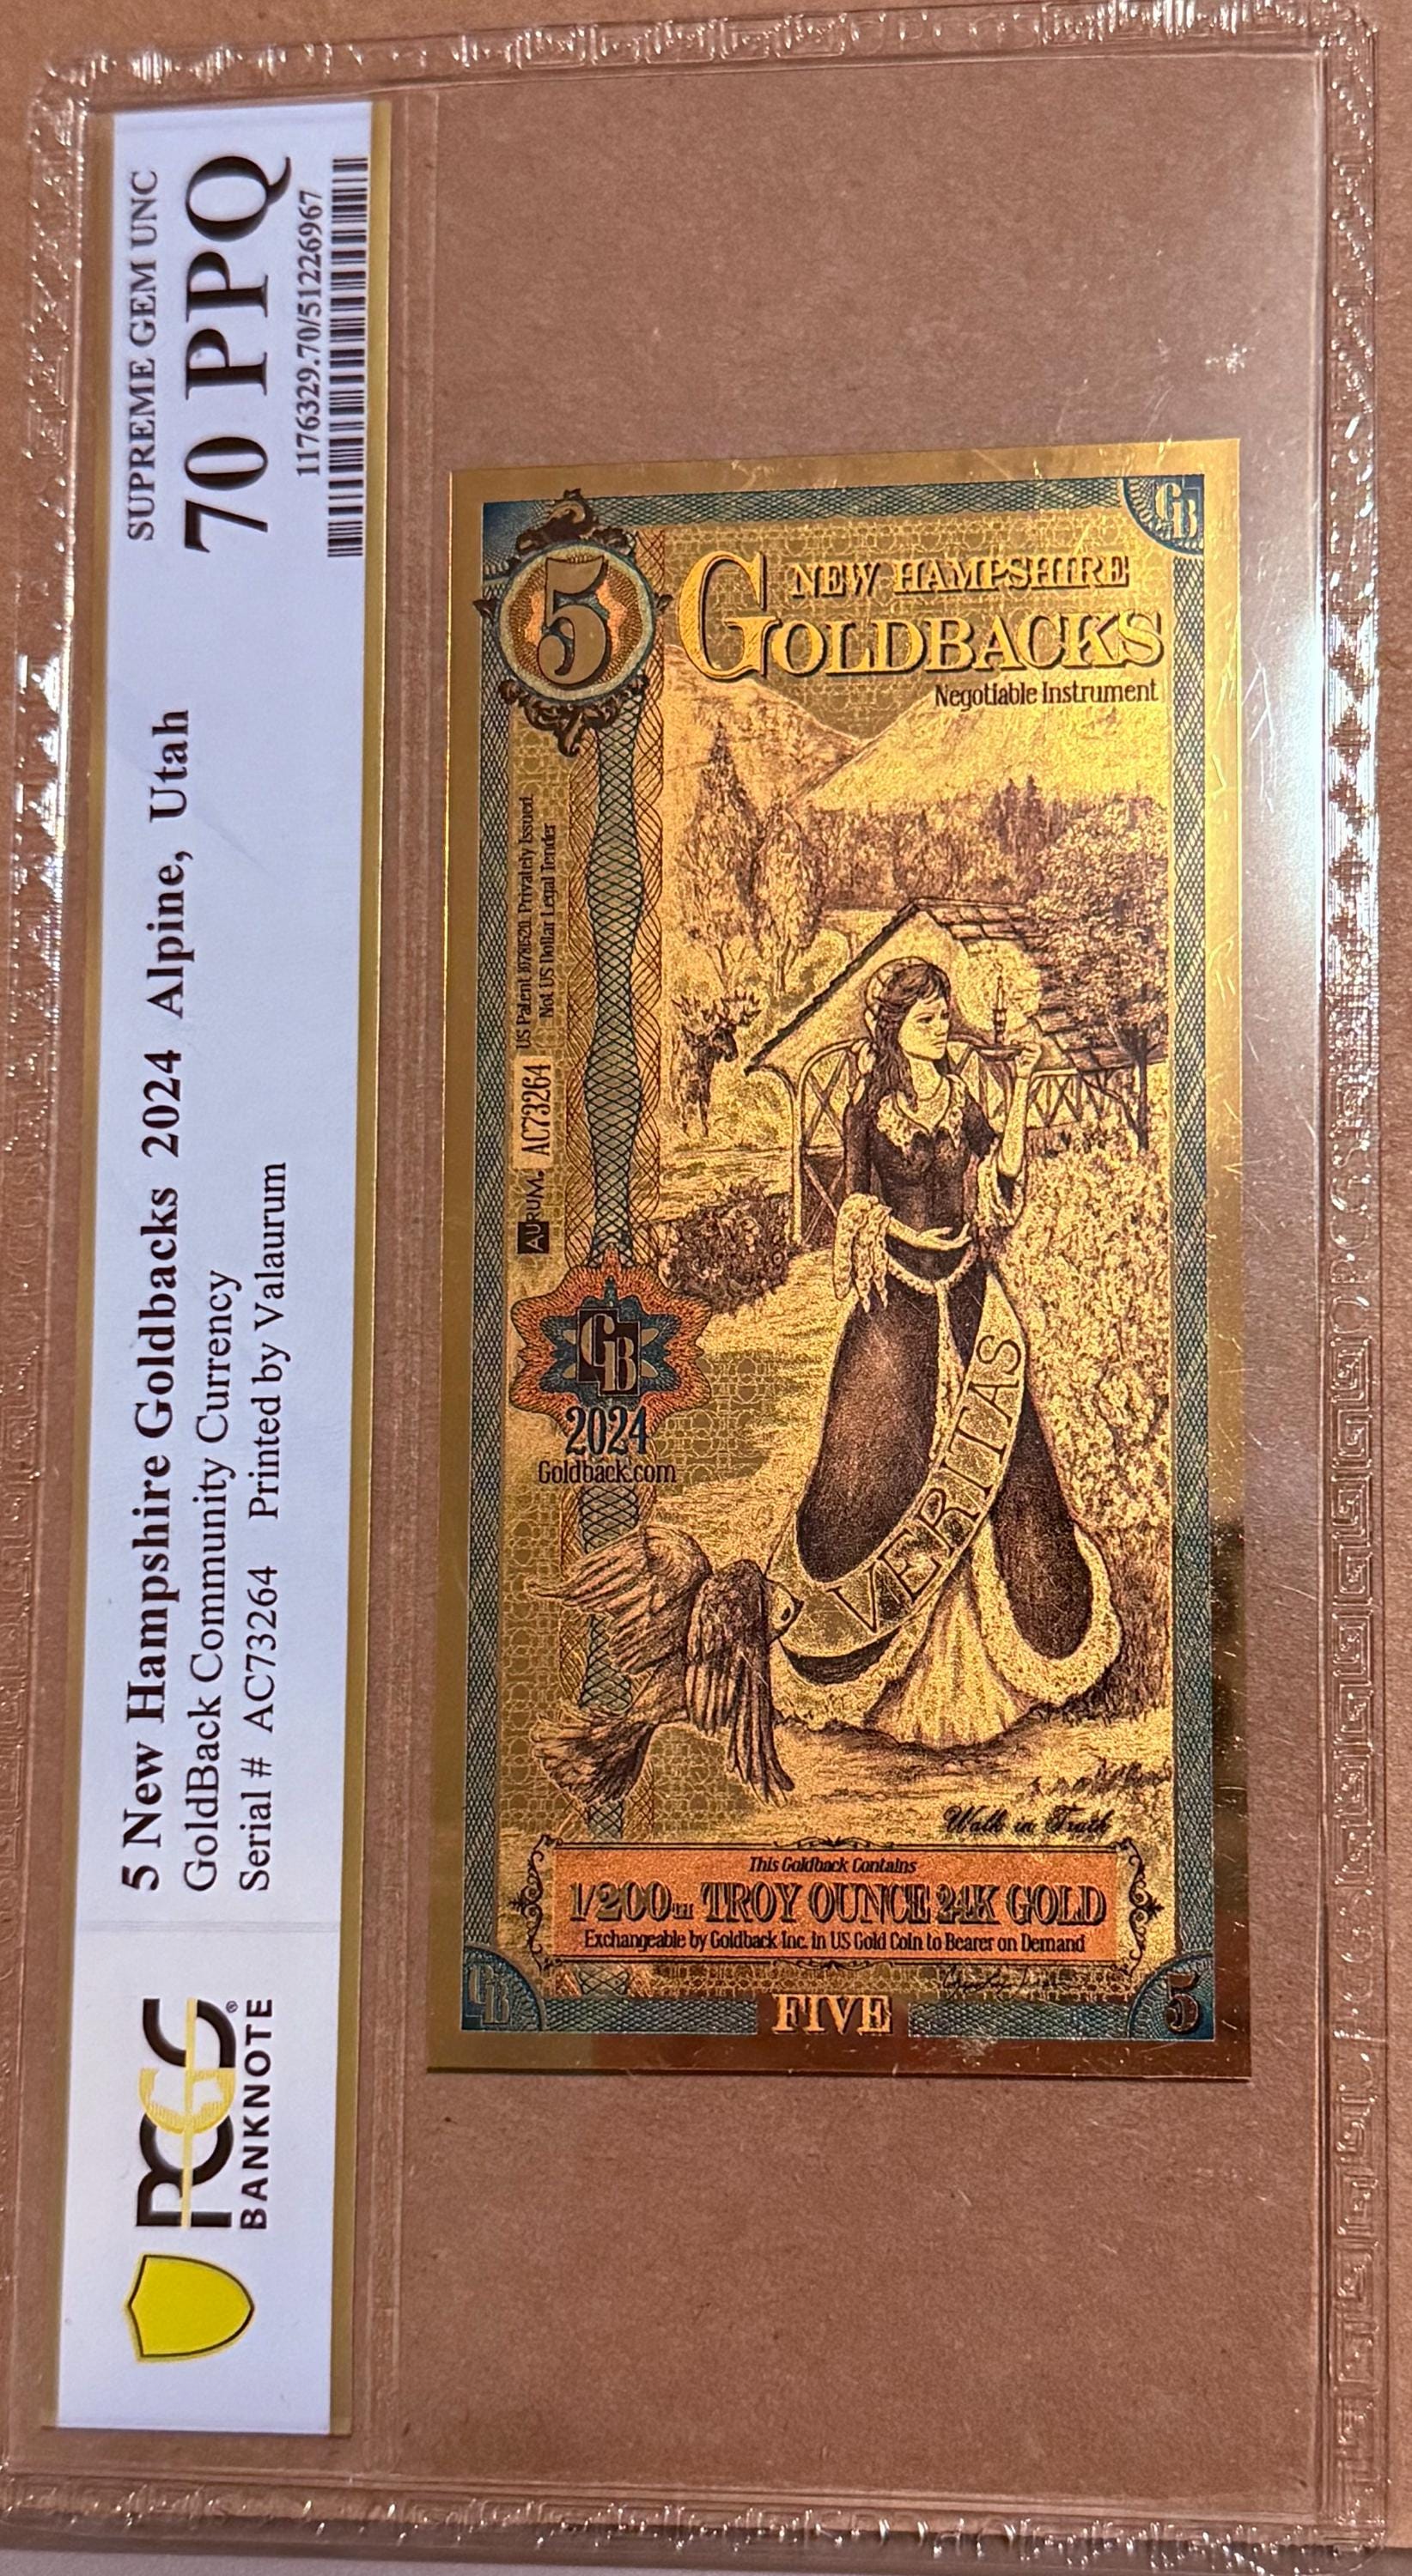 5 New Hampshire Goldbacks 2024 Alpine, Utah
GoldBack Community Currency
Serial # AC73264 Printed by Valaurum
SUPREME GEM UNC
70 PPQ
1176329.70/51226967
PCGS®
BANKNOTE
5
GB
NEW HAMPSHIRE
GOLDBACKS
Negotiable Instrument
US Patent 10781520. Privately Issued.
Not US Dollar Legal Tender
AURUM. AC73264
GB
2024
Goldback.com
VERITAS
Walk in Truth
This Goldback Contains
1/200TH TROY OUNCE 24K GOLD
Exchangeable by Goldback Inc. in US Gold Coin to Bearer on Demand
GB
FIVE
5